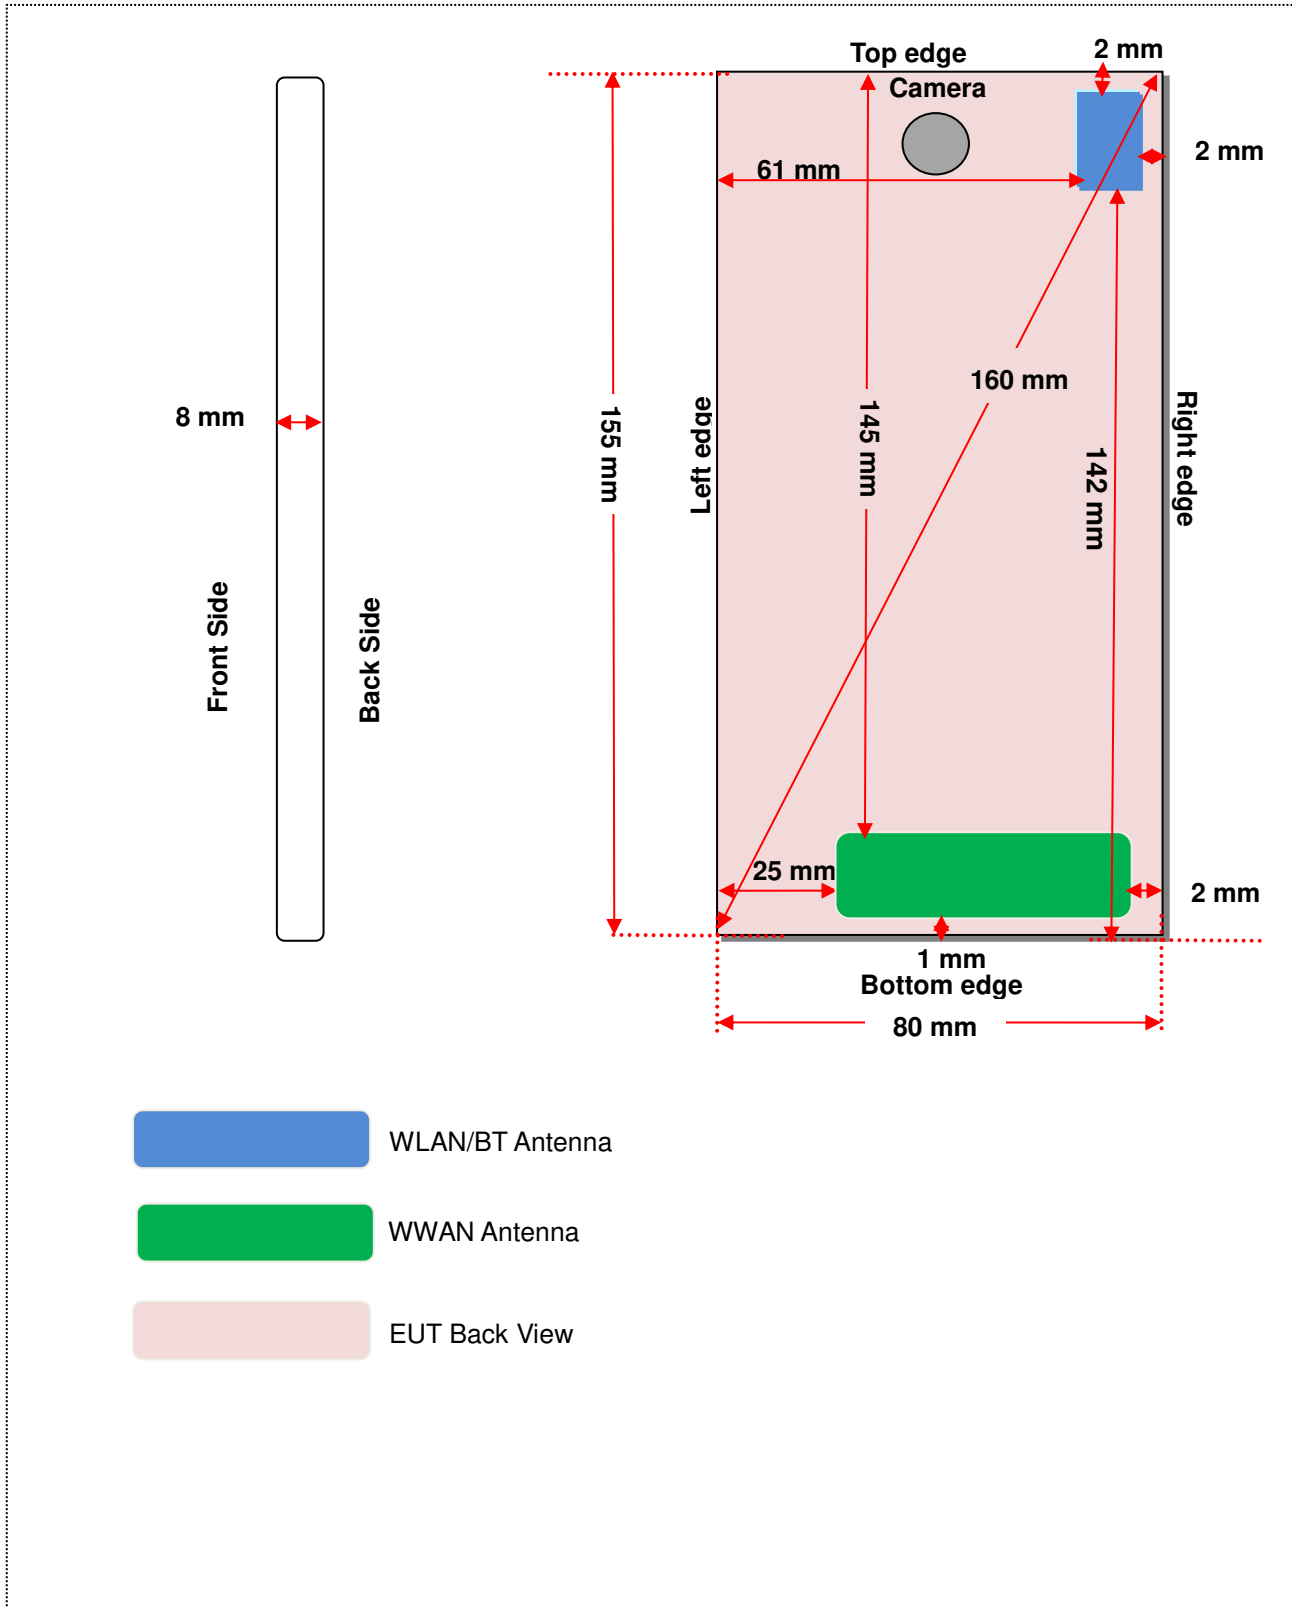 Top edge
2 mm
Camera
61 mm
2 mm
160 mm
8 mm
155 mm
Left edge
145 mm
142 mm
Right edge
Front Side
Back Side
25 mm
2 mm
1 mm
Bottom edge
80 mm
WLAN/BT Antenna
WWAN Antenna
EUT Back View